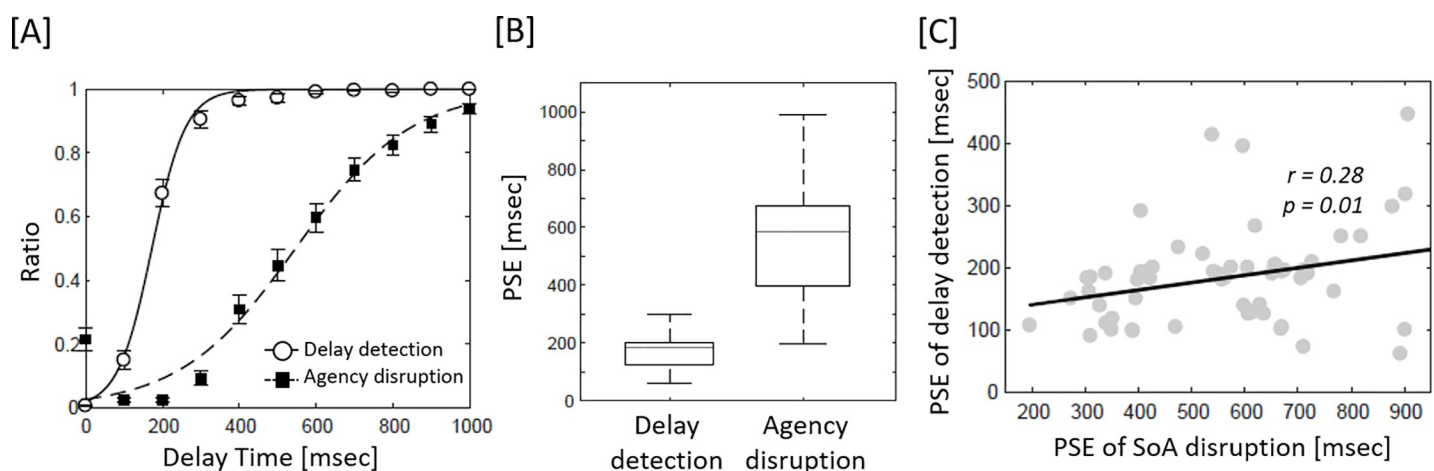 [A]
Ratio
1
0.8
0.6
0.4
0.2
0
0 200 400 600 800 1000
Delay Time [msec]
Delay detection
Agency disruption
[B]
PSE [msec]
1000
800
600
400
200
0
Delay detection
Agency disruption
[C]
PSE of delay detection [msec]
500
400
300
200
100
0
r = 0.28
p = 0.01
200 300 400 500 600 700 800 900
PSE of SoA disruption [msec]